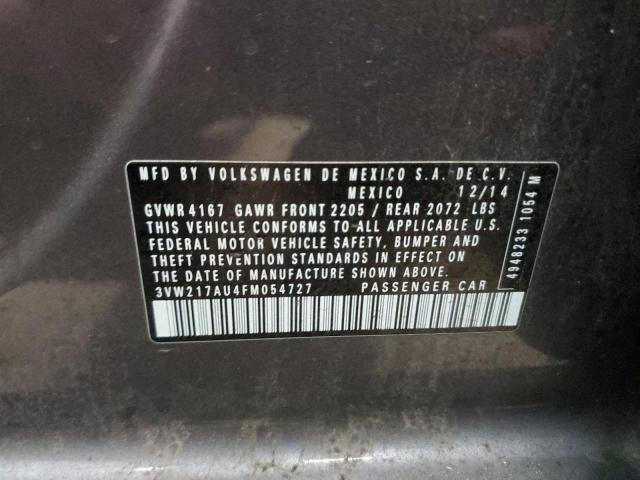 MFD BY VOLKSWAGEN DE MEXICO S.A. DE C.V.
MEXICO 12/14
GVWR 4167 GAWR FRONT 2205 / REAR 2072 LBS
THIS VEHICLE CONFORMS TO ALL APPLICABLE U.S.
FEDERAL MOTOR VEHICLE SAFETY, BUMPER AND
THEFT PREVENTION STANDARDS IN EFFECT ON
THE DATE OF MANUFACTURE SHOWN ABOVE.
3VW217AU4FM054727 PASSENGER CAR
4948233 1054 M